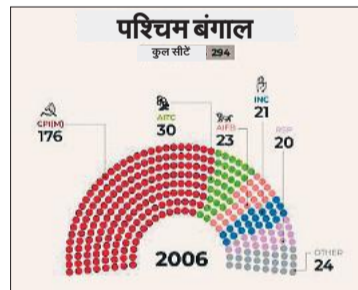 पश्चिम बंगाल
कुल सीटें 294
CPI(M)
176
AITC
30
AIFB
23
INC
21
RSP
20
2006
OTHER
24